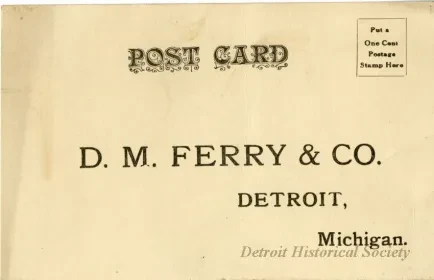 POST CARD
Put a
One Cent
Postage
Stamp Here
D. M. FERRY & CO.
DETROIT,
Michigan.
Detroit Historical Society